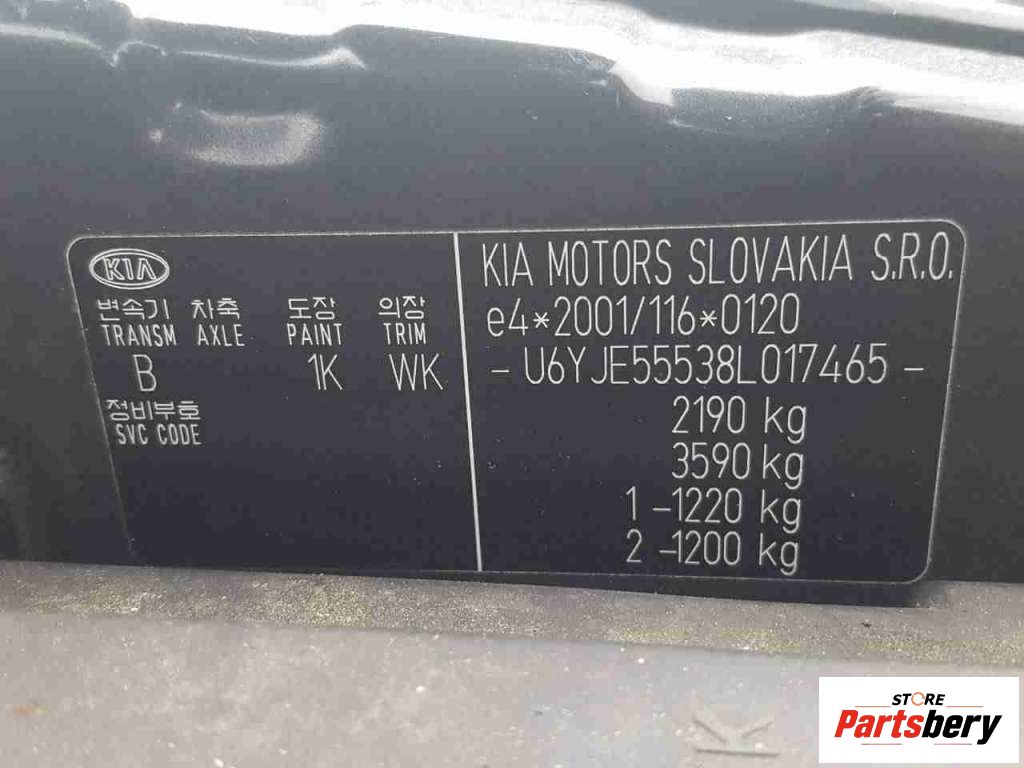 KIA
변속기 차축 도장 의장
TRANSM AXLE PAINT TRIM
B 1K WK
정비부호
SVC CODE
KIA MOTORS SLOVAKIA S.R.O.
e4*2001/116*0120
- U6YJE55538L017465 -
2190 kg
3590 kg
1 -1220 kg
2 -1200 kg
K
STORE
Partsbery